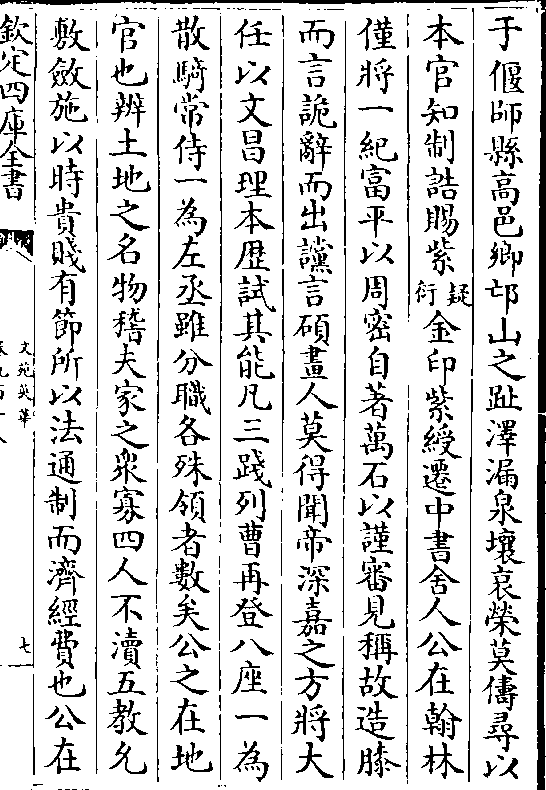 于偃師縣高邑鄉邙山之趾澤漏泉壤哀榮莫儔尋以
本官知制誥賜紫疑衍金印紫綬遷中書舍人公在翰林
僅將一紀富平以周密自著萬石以謹審見稱故造膝
而言詭辭而出讜言碩畫人莫得聞帝深嘉之方將大
任以文昌理本歷試其能凡三踐列曹再登八座一為
散騎常侍一為左丞雖分職各殊領者數矣公之在地
官也辨土地之名物稽夫家之衆寡四人不瀆五教允
敷斂施以時貴賤有節所以法通制而濟經費也公在
欽定四庫全書
文苑英華
七